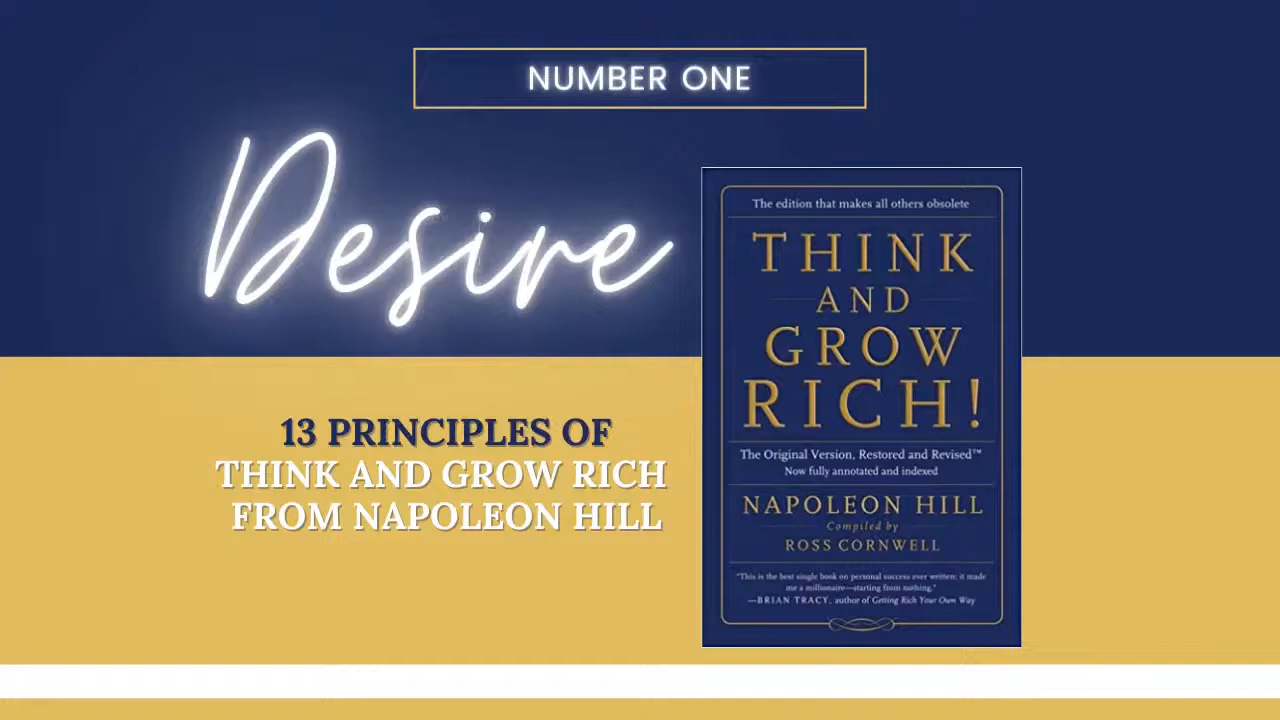 NUMBER ONE
Desire
13 PRINCIPLES OF
THINK AND GROW RICH
FROM NAPOLEON HILL
The edition that makes all others obsolete
THINK
AND
GROW
RICH!
The Original Version, Restored and Revised™
Now fully annotated and indexed
NAPOLEON HILL
Compiled by
ROSS CORNWELL
"This is the best single book on personal success ever written; it made
me a millionaire—starting from nothing."
—BRIAN TRACY, author of Getting Rich Your Own Way